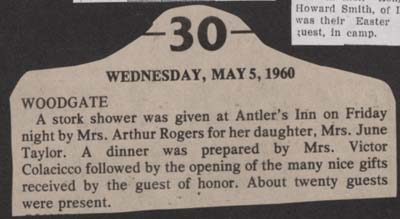 Howard Smith, of
was their Easter
guest, in camp.
-30-
WEDNESDAY, MAY 5, 1960
WOODGATE
A stork shower was given at Antler's Inn on Friday
night by Mrs. Arthur Rogers for her daughter, Mrs. June
Taylor. A dinner was prepared by Mrs. Victor
Colacicco followed by the opening of the many nice gifts
received by the guest of honor. About twenty guests
were present.